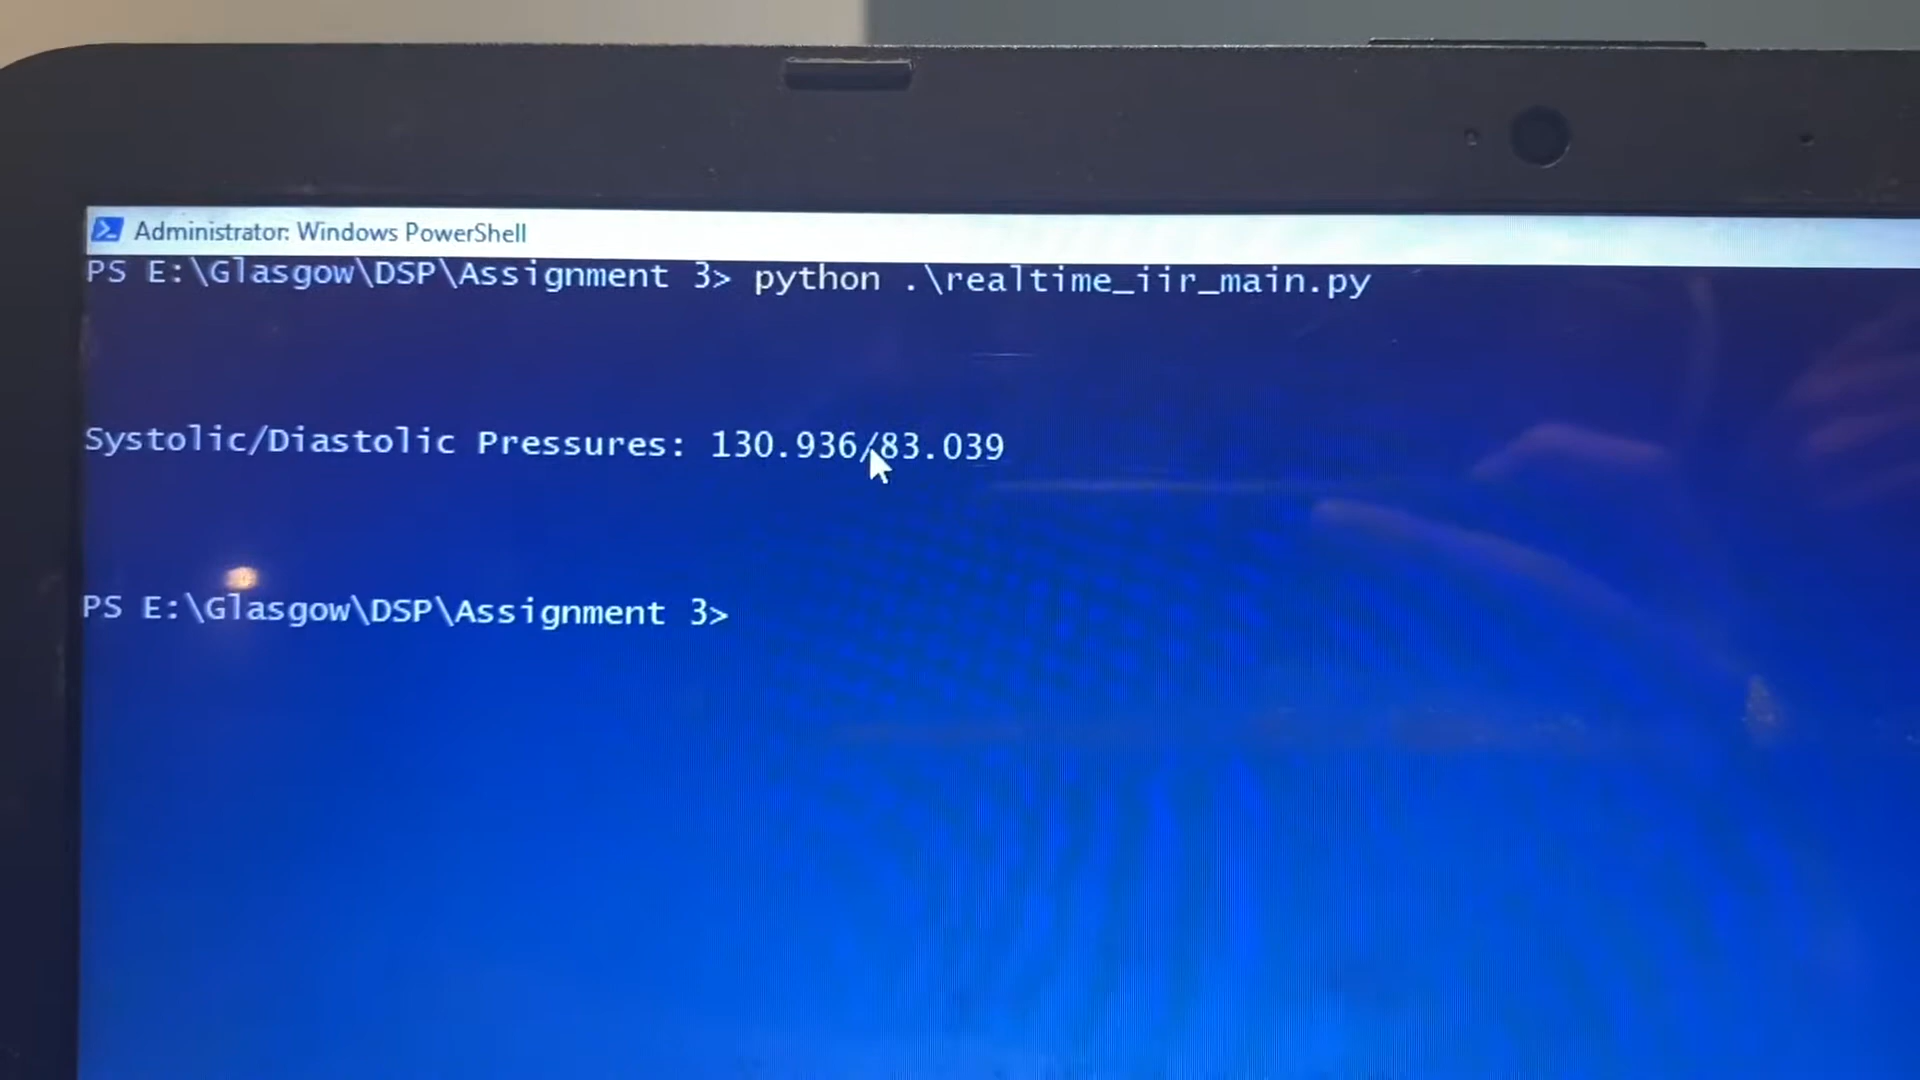 Administrator: Windows PowerShell
PS E:\Glasgow\DSP\Assignment 3> python .\realtime_iir_main.py
Systolic/Diastolic Pressures: 130.936/83.039
PS E:\Glasgow\DSP\Assignment 3>